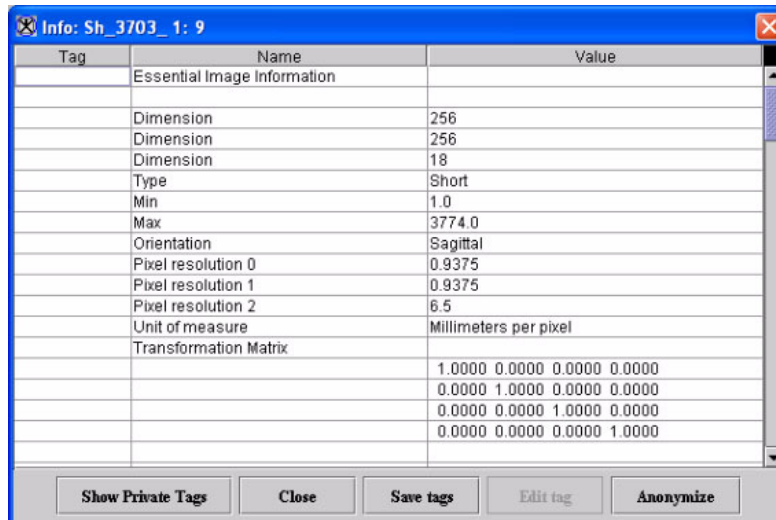 Info: Sh_3703_ 1: 9
Tag Name Value
Essential Image Information
Dimension 256
Dimension 256
Dimension 18
Type Short
Min 1.0
Max 3774.0
Orientation Sagittal
Pixel resolution 0 0.9375
Pixel resolution 1 0.9375
Pixel resolution 2 6.5
Unit of measure Millimeters per pixel
Transformation Matrix
1.0000 0.0000 0.0000 0.0000
0.0000 1.0000 0.0000 0.0000
0.0000 0.0000 1.0000 0.0000
0.0000 0.0000 0.0000 1.0000
Show Private Tags Close Save tags Edit tag Anonymize